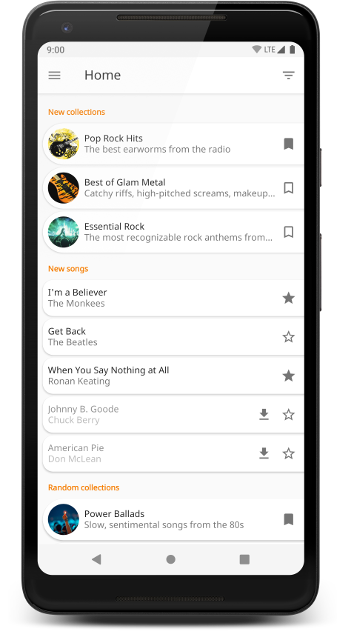 9:00
LTE
Home
New collections
Pop Rock Hits
The best earworms from the radio
Best of Glam Metal
Catchy riffs, high-pitched screams, makeup...
Essential Rock
The most recognizable rock anthems from...
New songs
I'm a Believer
The Monkees
Get Back
The Beatles
When You Say Nothing at All
Ronan Keating
Johnny B. Goode
Chuck Berry
American Pie
Don McLean
Random collections
Power Ballads
Slow, sentimental songs from the 80s